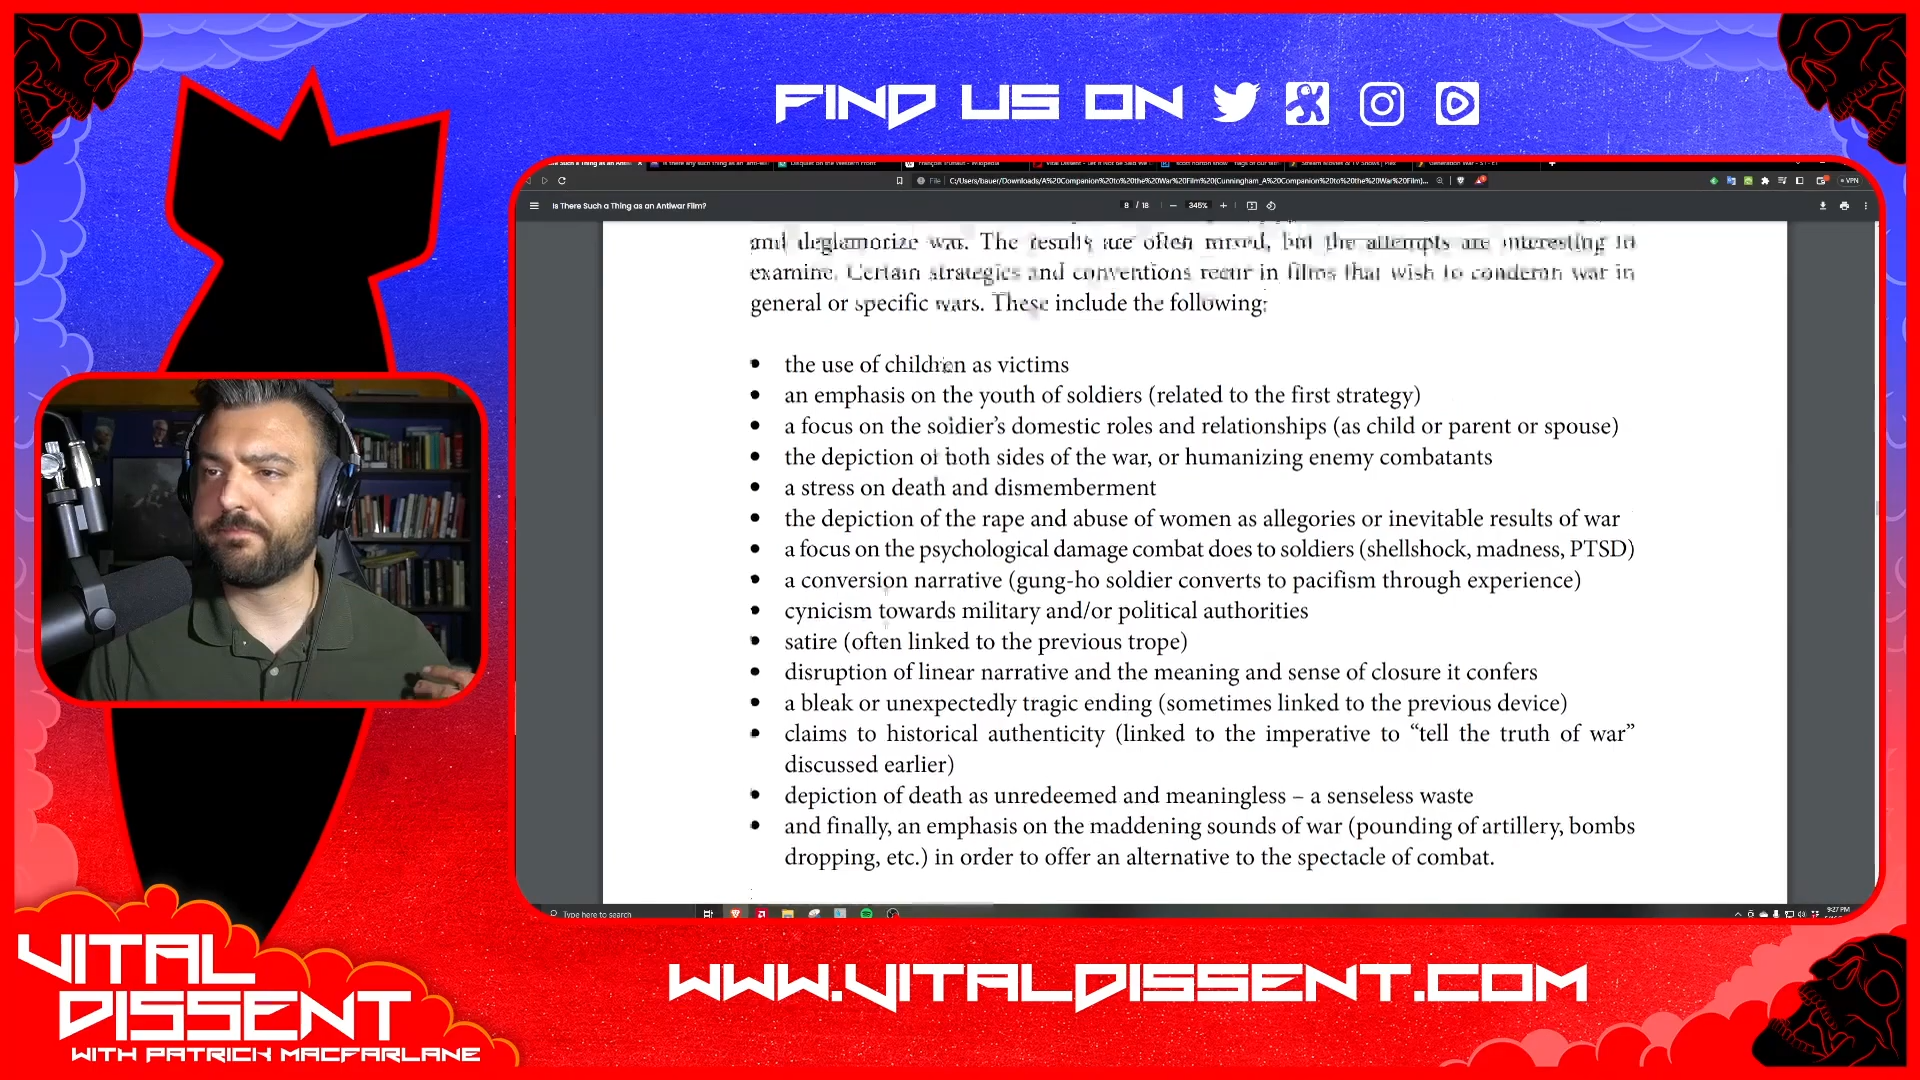 FIND US ON
Is There Such a Thing as an Antiwar Film?
8 / 18
345%
and deglamorize war. The results are often mixed, but the attempts are interesting to
examine. Certain strategies and conventions recur in films that wish to condemn war in
general or specific wars. These include the following:
• the use of children as victims
• an emphasis on the youth of soldiers (related to the first strategy)
• a focus on the soldier's domestic roles and relationships (as child or parent or spouse)
• the depiction of both sides of the war, or humanizing enemy combatants
• a stress on death and dismemberment
• the depiction of the rape and abuse of women as allegories or inevitable results of war
• a focus on the psychological damage combat does to soldiers (shellshock, madness, PTSD)
• a conversion narrative (gung-ho soldier converts to pacifism through experience)
• cynicism towards military and/or political authorities
• satire (often linked to the previous trope)
• disruption of linear narrative and the meaning and sense of closure it confers
• a bleak or unexpectedly tragic ending (sometimes linked to the previous device)
• claims to historical authenticity (linked to the imperative to “tell the truth of war”
discussed earlier)
• depiction of death as unredeemed and meaningless – a senseless waste
• and finally, an emphasis on the maddening sounds of war (pounding of artillery, bombs
dropping, etc.) in order to offer an alternative to the spectacle of combat.
Type here to search
9:27 PM
VITAL
DISSENT
WITH PATRICK MACFARLANE
WWW.VITALDISSENT.COM